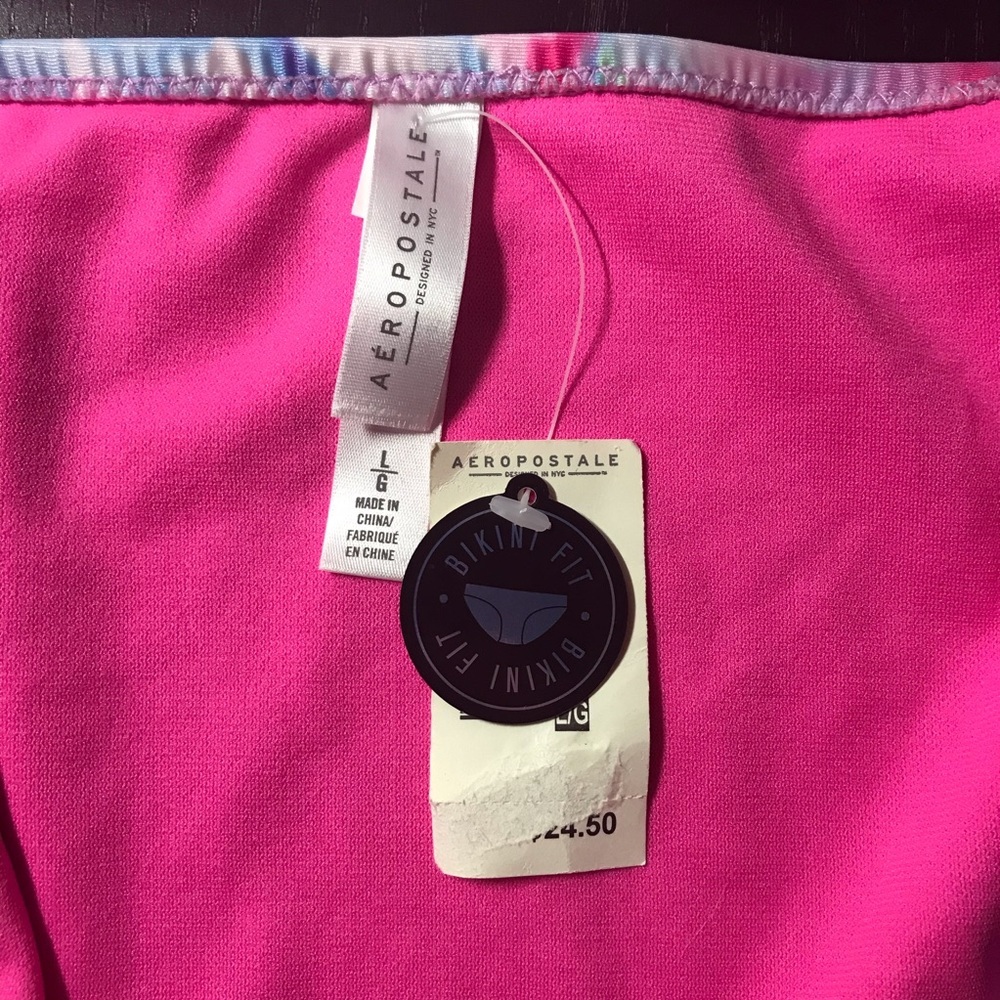 AÉROPOSTALE
DESIGNED IN NYC
L
G
MADE IN
CHINA/
FABRIQUÉ
EN CHINE
AÉROPOSTALE
DESIGNED IN NYC
BIKINI FIT • BIKINI FIT •
L/G
$24.50